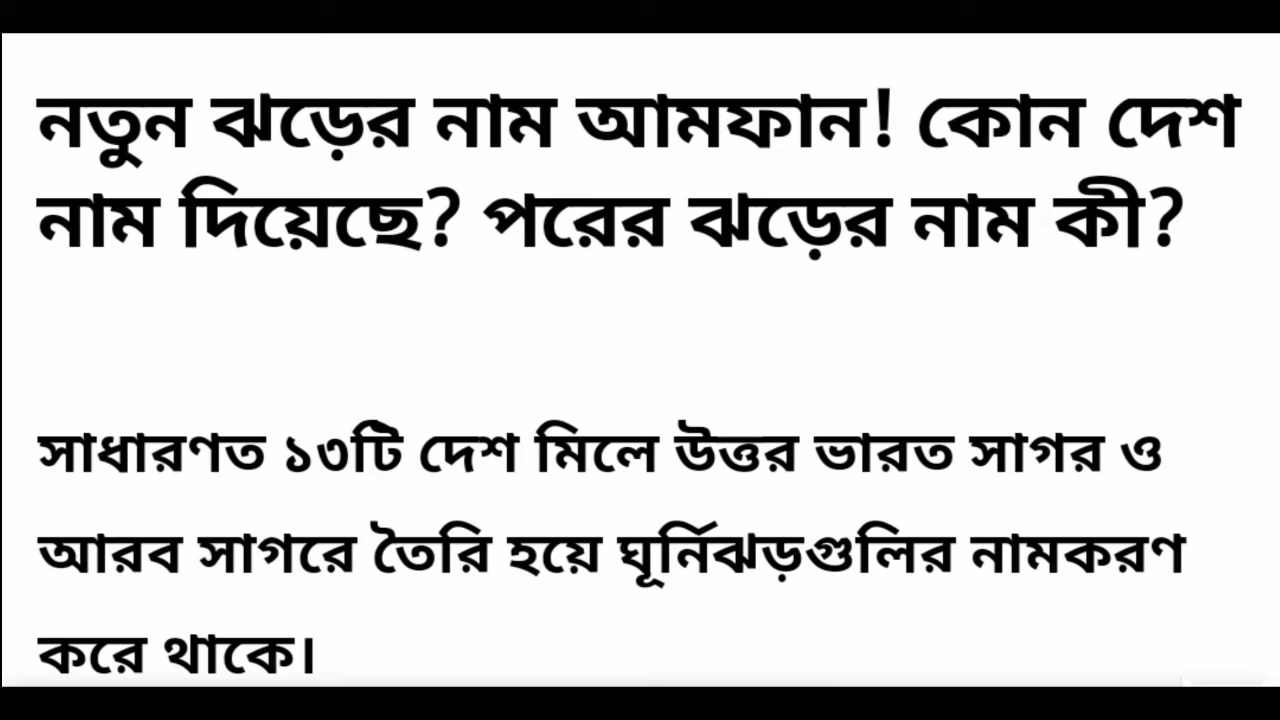 নতুন ঝড়ের নাম আমফান! কোন দেশ
নাম দিয়েছে? পরের ঝড়ের নাম কী?
সাধারণত ১৩টি দেশ মিলে উত্তর ভারত সাগর ও
আরব সাগরে তৈরি হয়ে ঘূর্নিঝড়গুলির নামকরণ
করে থাকে।